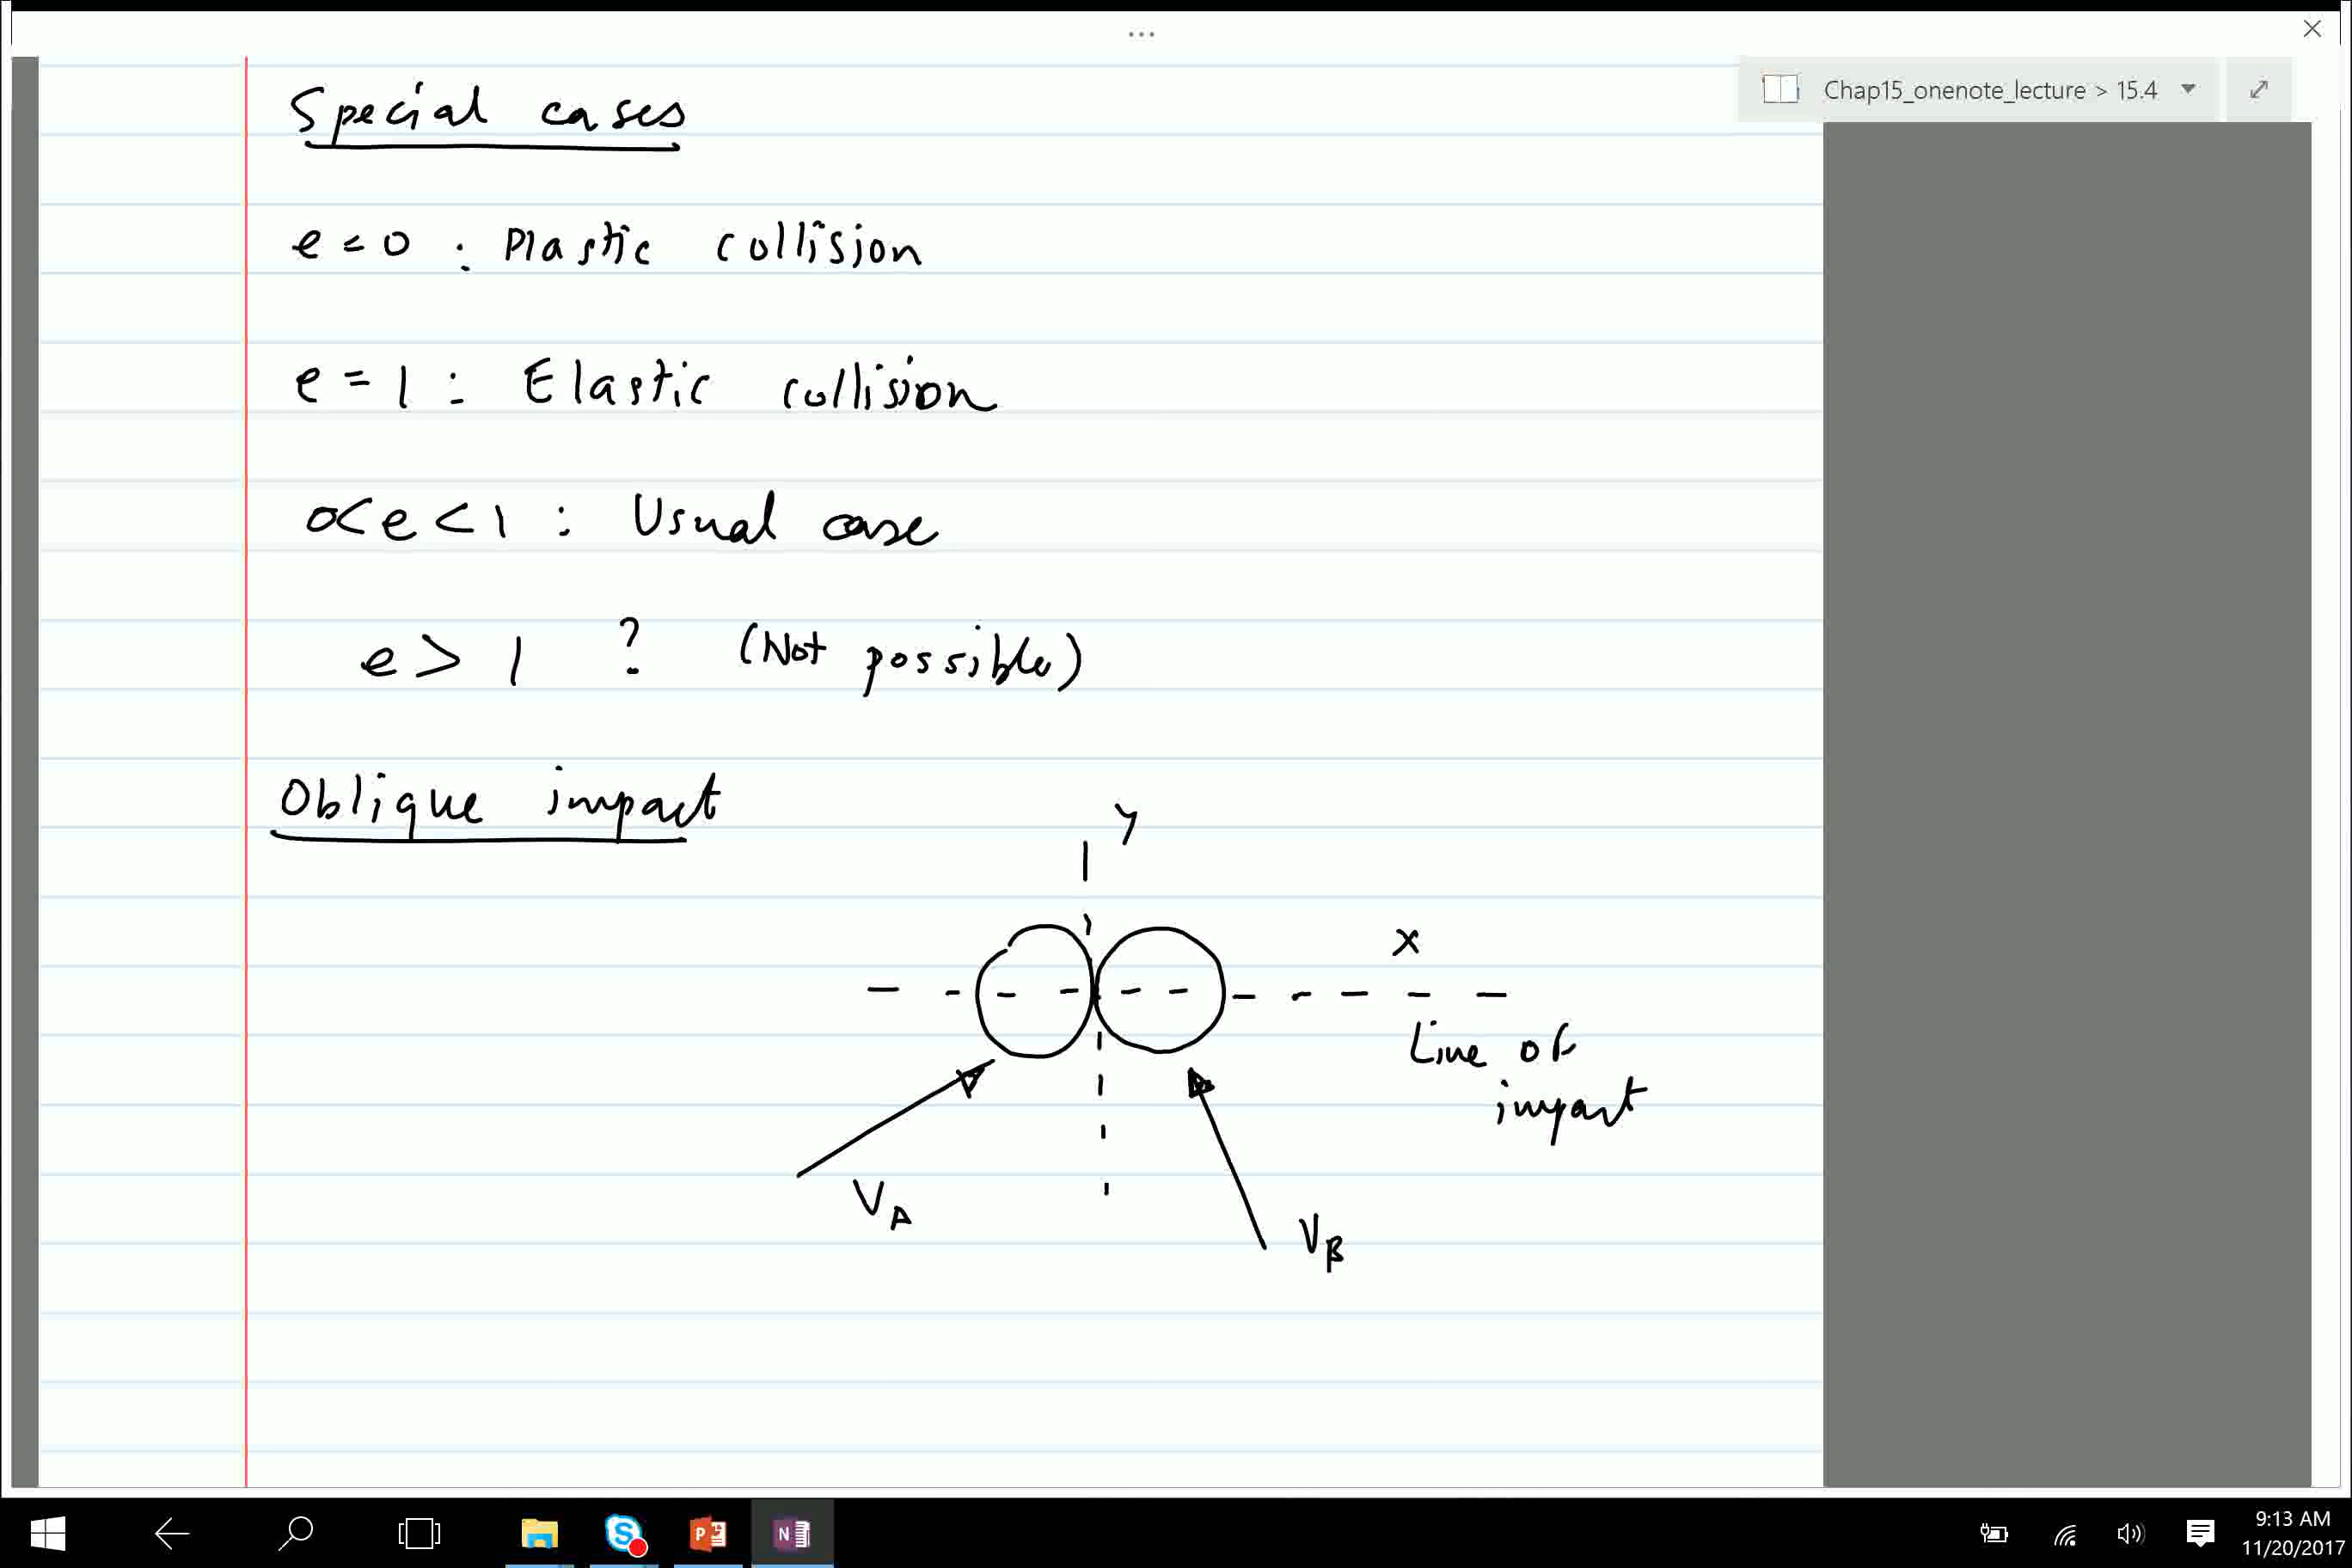 ...
Chap15_onenote_lecture > 15.4
Special cases
e = 0 : Plastic collision
e = 1 : Elastic collision
0 < e < 1 : Usual case
e > 1 ? (Not possible)
Oblique impact
y
x
Line of
impact
VA
VB
P
N
S
9:13 AM
11/20/2017